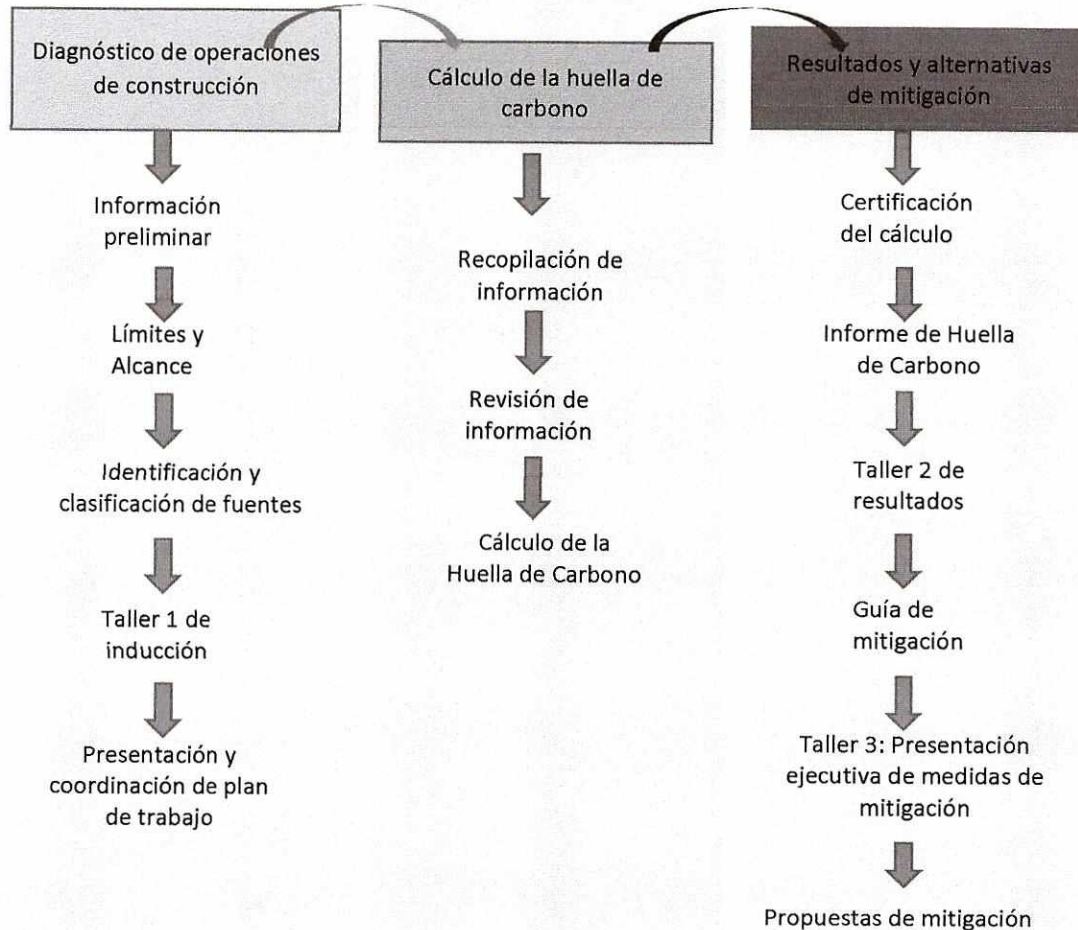 Diagnóstico de operaciones
de construcción
Información
preliminar
Límites y
Alcance
Identificación y
clasificación de fuentes
Taller 1 de
inducción
Presentación y
coordinación de plan
de trabajo
Cálculo de la huella de
carbono
Recopilación de
información
Revisión de
información
Cálculo de la
Huella de Carbono
Resultados y alternativas
de mitigación
Certificación
del cálculo
Informe de Huella
de Carbono
Taller 2 de
resultados
Guía de
mitigación
Taller 3: Presentación
ejecutiva de medidas de
mitigación
Propuestas de mitigación